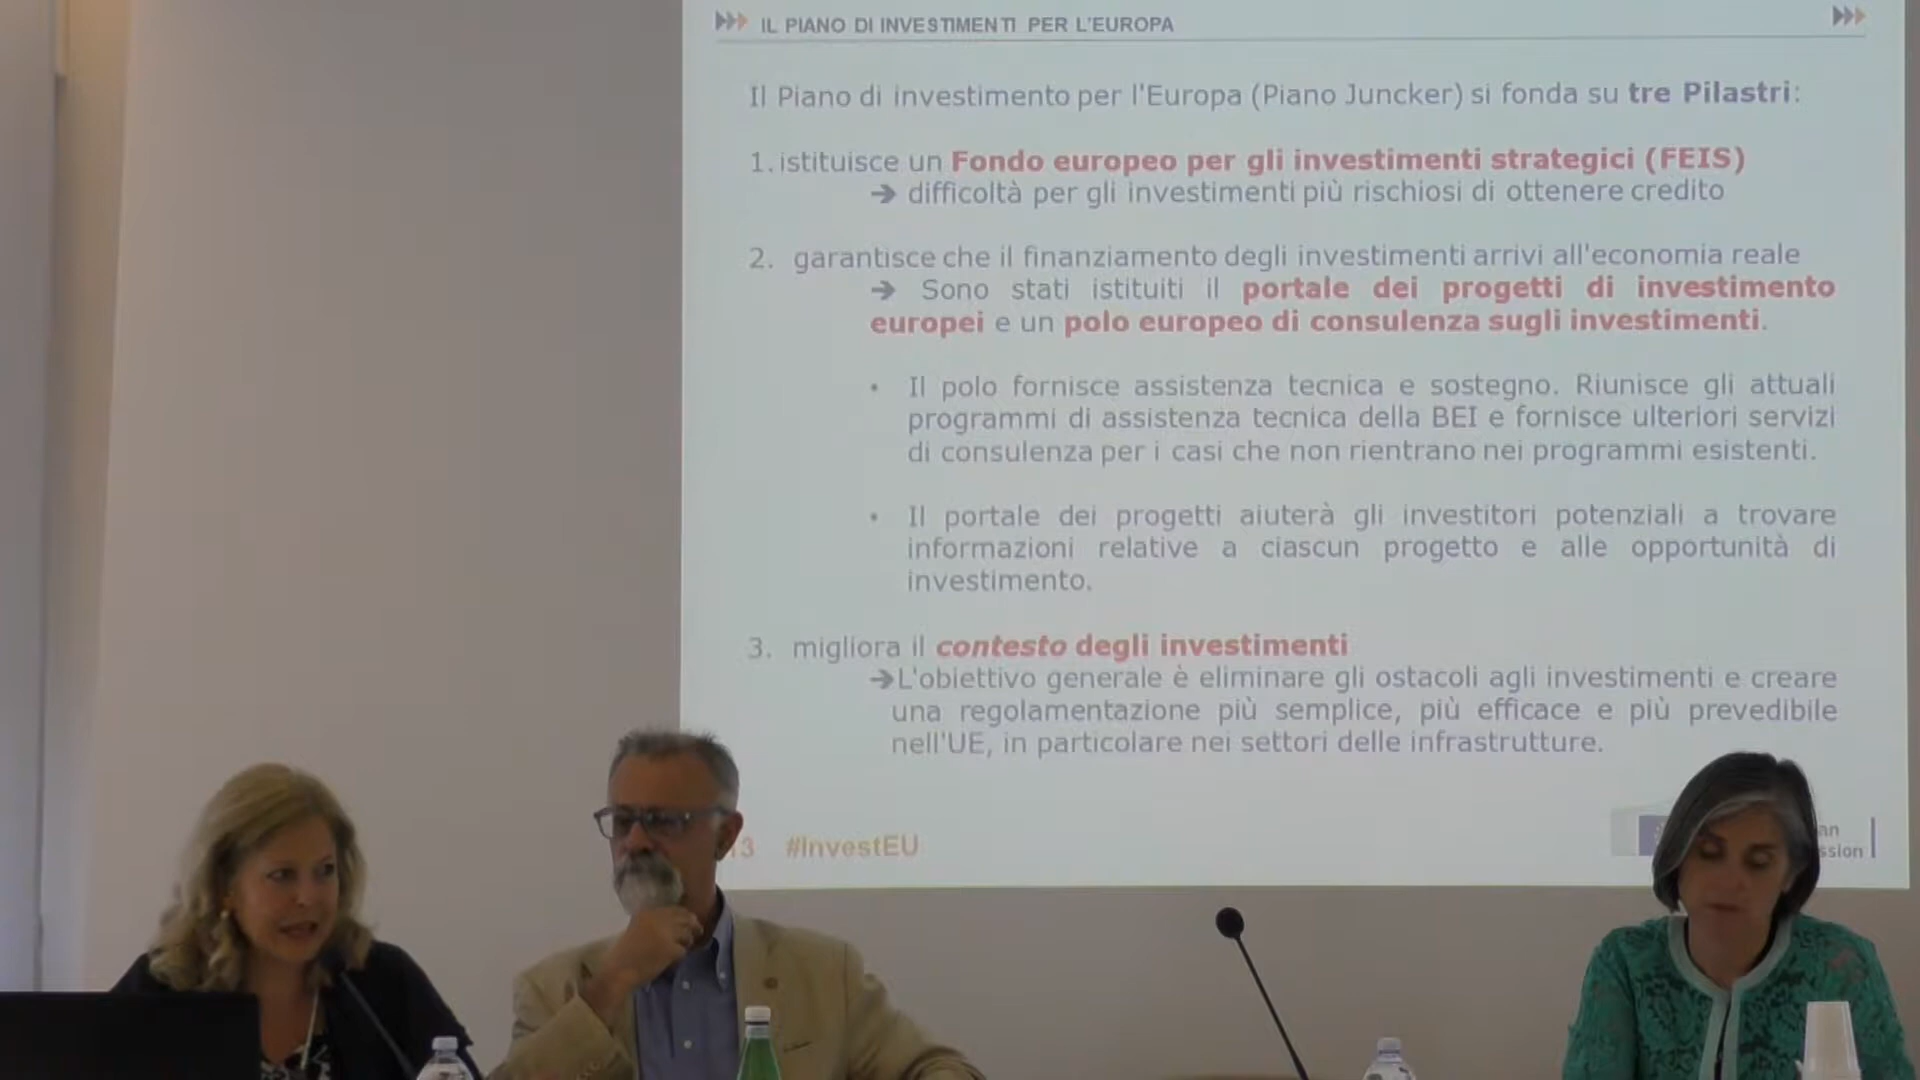 IL PIANO DI INVESTIMENTI PER L'EUROPA
Il Piano di investimento per l'Europa (Piano Juncker) si fonda su tre Pilastri:
1. istituisce un Fondo europeo per gli investimenti strategici (FEIS)
→ difficoltà per gli investimenti più rischiosi di ottenere credito
2. garantisce che il finanziamento degli investimenti arrivi all'economia reale
→ Sono stati istituiti il portale dei progetti di investimento
europei e un polo europeo di consulenza sugli investimenti.
• Il polo fornisce assistenza tecnica e sostegno. Riunisce gli attuali
programmi di assistenza tecnica della BEI e fornisce ulteriori servizi
di consulenza per i casi che non rientrano nei programmi esistenti.
• Il portale dei progetti aiuterà gli investitori potenziali a trovare
informazioni relative a ciascun progetto e alle opportunità di
investimento.
3. migliora il contesto degli investimenti
→L'obiettivo generale è eliminare gli ostacoli agli investimenti e creare
una regolamentazione più semplice, più efficace e più prevedibile
nell'UE, in particolare nei settori delle infrastrutture.
13 #InvestEU
an
ssion